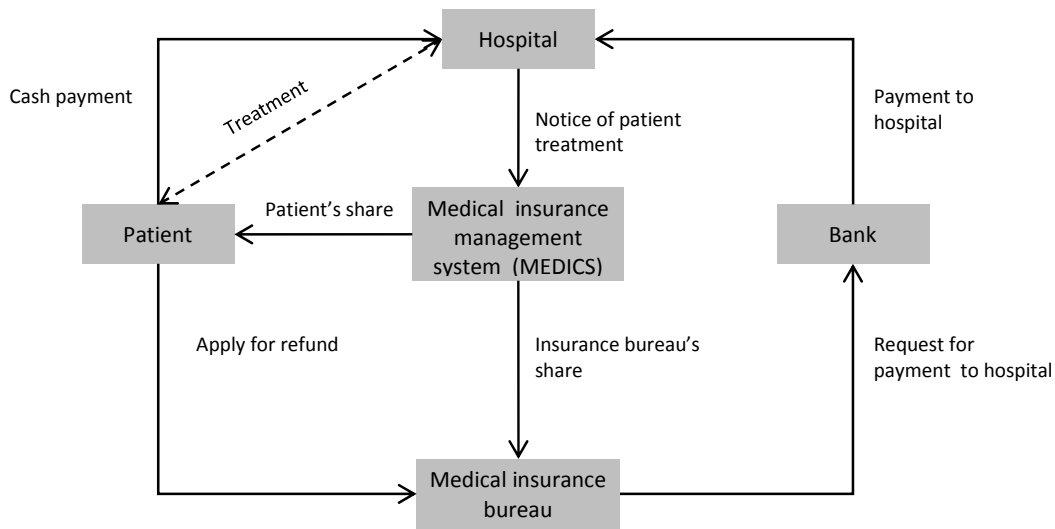 Hospital
Cash payment
Treatment
Notice of patient
treatment
Payment to
hospital
Patient
Patient’s share
Medical insurance
management
system (MEDICS)
Bank
Apply for refund
Insurance bureau’s
share
Request for
payment to hospital
Medical insurance
bureau